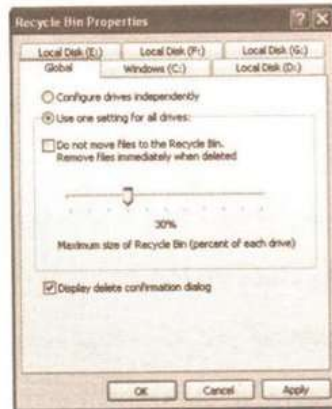 Recycle Bin Properties
Local Disk (E:) Local Disk (F:) Local Disk (G:)
Global Windows (C:) Local Disk (D:)
Configure drives independently
Use one setting for all drives:
Do not move files to the Recycle Bin.
Remove files immediately when deleted
30%
Maximum size of Recycle Bin (percent of each drive)
Display delete confirmation dialog
OK Cancel Apply